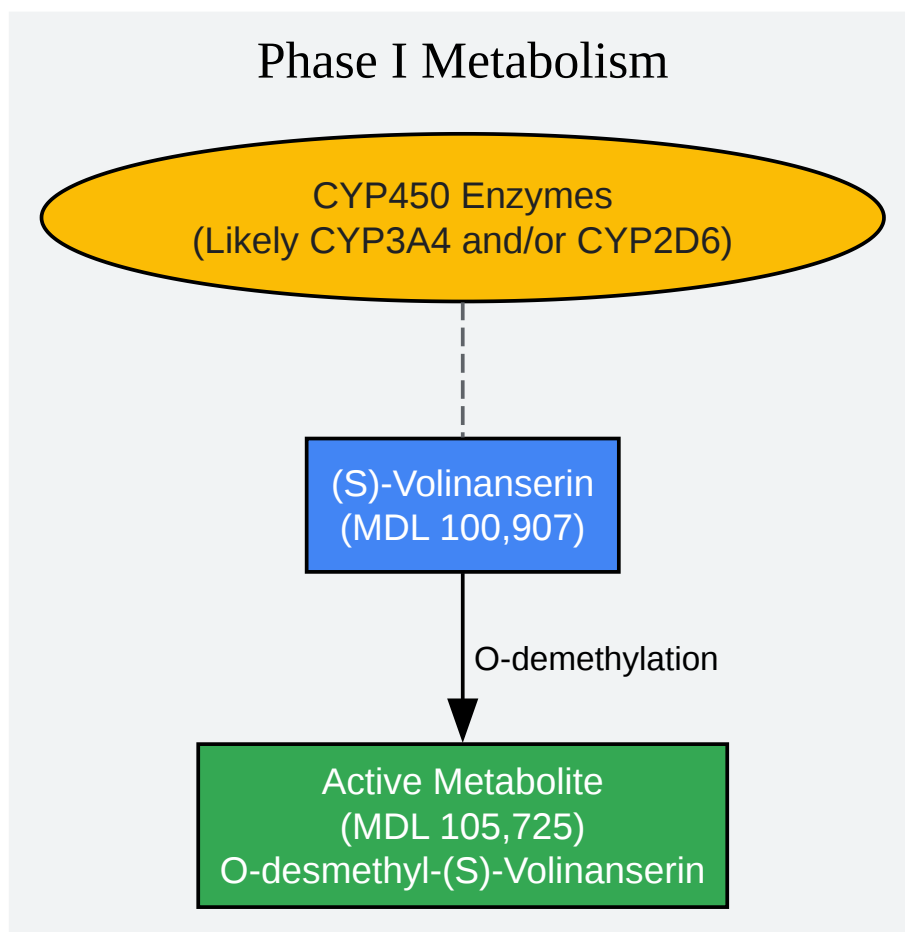 Phase I Metabolism
CYP450 Enzymes
(Likely CYP3A4 and/or CYP2D6)
(S)-Volinanserin
(MDL 100,907)
O-demethylation
Active Metabolite
(MDL 105,725)
O-desmethyl-(S)-Volinanserin